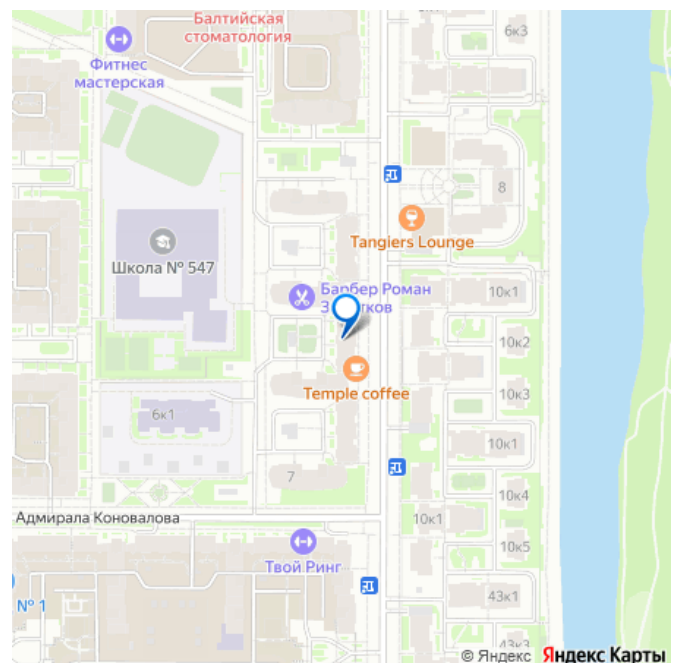 Балтийская
стоматология
6к3
Фитнес
мастерская
8
Tangiers Lounge
Школа № 547
Барбер Роман
10к1
10к2
Temple coffee
10к3
6к1
10к1
7
10к4
Адмирала Коновалова
10к1
10к5
Твой Ринг
43к1
№ 1
43к3
© Яндекс Яндекс Карты